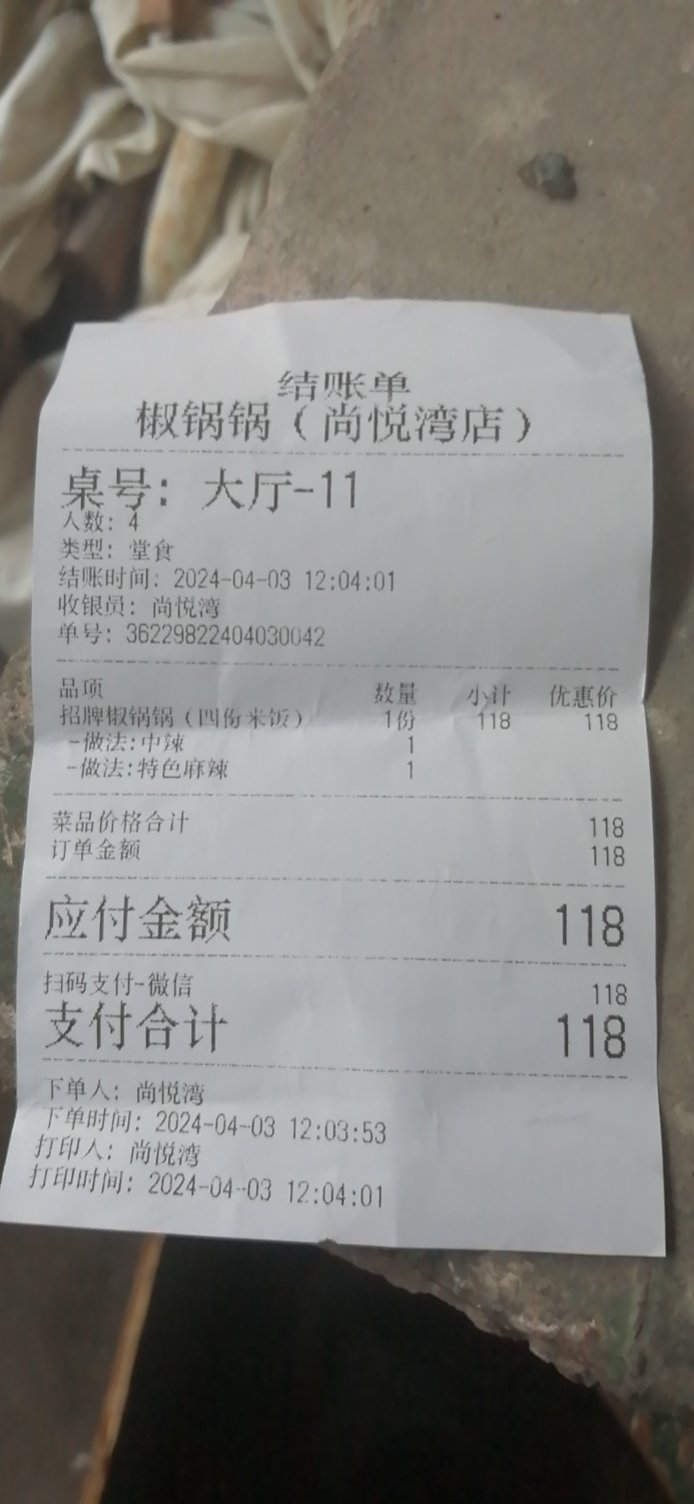 结账单
椒锅锅（尚悦湾店）
桌号: 大厅-11
人数: 4
类型: 堂食
结账时间: 2024-04-03 12:04:01
收银员: 尚悦湾
单号: 36229822404030042
品项 数量 小计 优惠价
招牌椒锅锅（四份米饭） 1份 118 118
-做法:中辣 1
-做法:特色麻辣 1
菜品价格合计 118
订单金额 118
应付金额 118
扫码支付-微信 118
支付合计 118
下单人: 尚悦湾
下单时间: 2024-04-03 12:03:53
打印人: 尚悦湾
打印时间: 2024-04-03 12:04:01